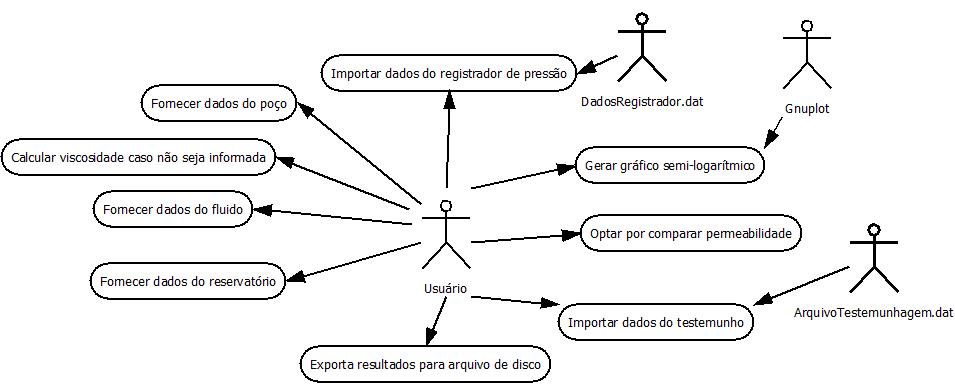 Importar dados do registrador de pressão
DadosRegistrador.dat
Gnuplot
Fornecer dados do poço
Calcular viscosidade caso não seja informada
Gerar gráfico semi-logarítmico
Fornecer dados do fluido
Optar por comparar permeabilidade
Fornecer dados do reservatório
Usuário
ArquivoTestemunhagem.dat
Importar dados do testemunho
Exporta resultados para arquivo de disco